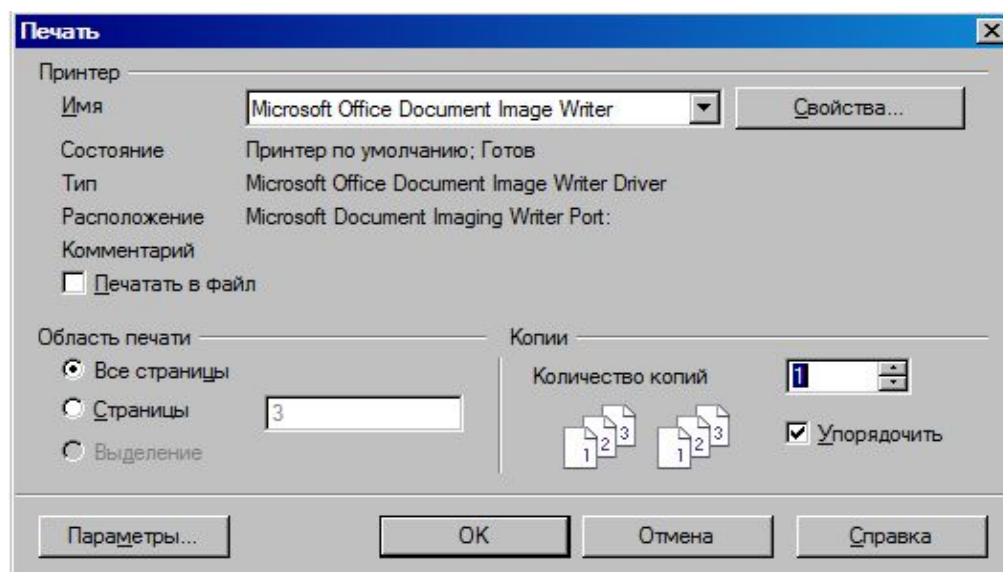 Печать
Принтер
Имя Microsoft Office Document Image Writer Свойства...
Состояние Принтер по умолчанию; Готов
Тип Microsoft Office Document Image Writer Driver
Расположение Microsoft Document Imaging Writer Port:
Комментарий
Печатать в файл
Область печати
Все страницы
Страницы 3
Выделение
Копии
Количество копий 1
1 2 3 1 2 3
Упорядочить
Параметры... OK Отмена Справка